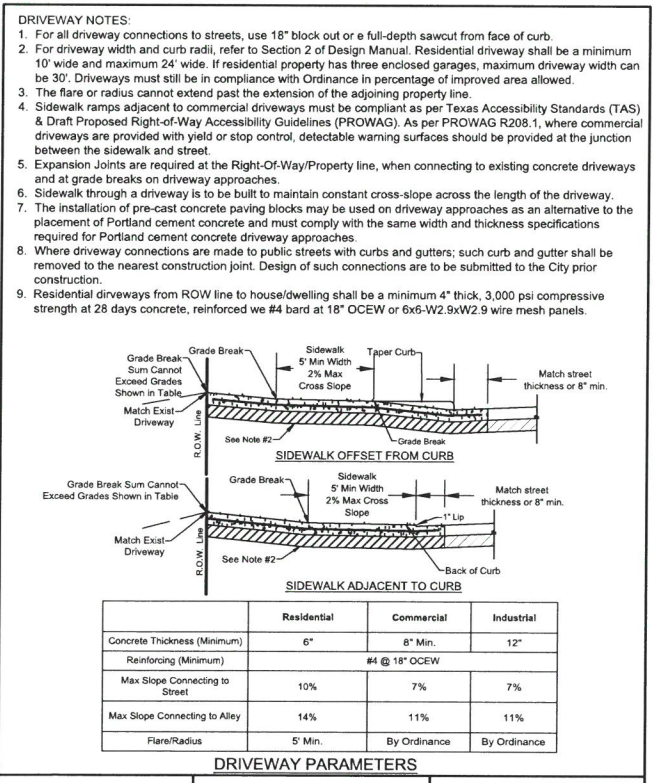 DRIVEWAY NOTES:
1. For all driveway connections to streets, use 18" block out or e full-depth sawcut from face of curb.
2. For driveway width and curb radii, refer to Section 2 of Design Manual. Residential driveway shall be a minimum
10' wide and maximum 24' wide. If residential property has three enclosed garages, maximum driveway width can
be 30'. Driveways must still be in compliance with Ordinance in percentage of improved area allowed.
3. The flare or radius cannot extend past the extension of the adjoining property line.
4. Sidewalk ramps adjacent to commercial driveways must be compliant as per Texas Accessibility Standards (TAS)
& Draft Proposed Right-of-Way Accessibility Guidelines (PROWAG). As per PROWAG R208.1, where commercial
driveways are provided with yield or stop control, detectable warning surfaces should be provided at the junction
between the sidewalk and street.
5. Expansion Joints are required at the Right-Of-Way/Property line, when connecting to existing concrete driveways
and at grade breaks on driveway approaches.
6. Sidewalk through a driveway is to be built to maintain constant cross-slope across the length of the driveway.
7. The installation of pre-cast concrete paving blocks may be used on driveway approaches as an alternative to the
placement of Portland cement concrete and must comply with the same width and thickness specifications
required for Portland cement concrete driveway approaches.
8. Where driveway connections are made to public streets with curbs and gutters; such curb and gutter shall be
removed to the nearest construction joint. Design of such connections are to be submitted to the City prior
construction.
9. Residential driveways from ROW line to house/dwelling shall be a minimum 4" thick, 3,000 psi compressive
strength at 28 days concrete, reinforced we #4 bard at 18" OCEW or 6x6-W2.9xW2.9 wire mesh panels.
Grade Break
Sum Cannot
Exceed Grades
Shown in Table
Grade Break
Sidewalk
5' Min Width
2% Max
Cross Slope
Taper Curb
Match street
thickness or 8" min.
Match Exist
Driveway
R.O.W. Line
See Note #2
Grade Break
SIDEWALK OFFSET FROM CURB
Grade Break Sum Cannot
Exceed Grades Shown in Table
Grade Break
Sidewalk
5' Min Width
2% Max Cross
Slope
Match street
thickness or 8" min.
1" Lip
Match Exist
Driveway
R.O.W. Line
See Note #2
Back of Curb
SIDEWALK ADJACENT TO CURB
Residential Commercial Industrial
Concrete Thickness (Minimum) 6" 8" Min. 12"
Reinforcing (Minimum) #4 @ 18" OCEW
Max Slope Connecting to
Street 10% 7% 7%
Max Slope Connecting to Alley 14% 11% 11%
Flare/Radius 5' Min. By Ordinance By Ordinance
DRIVEWAY PARAMETERS